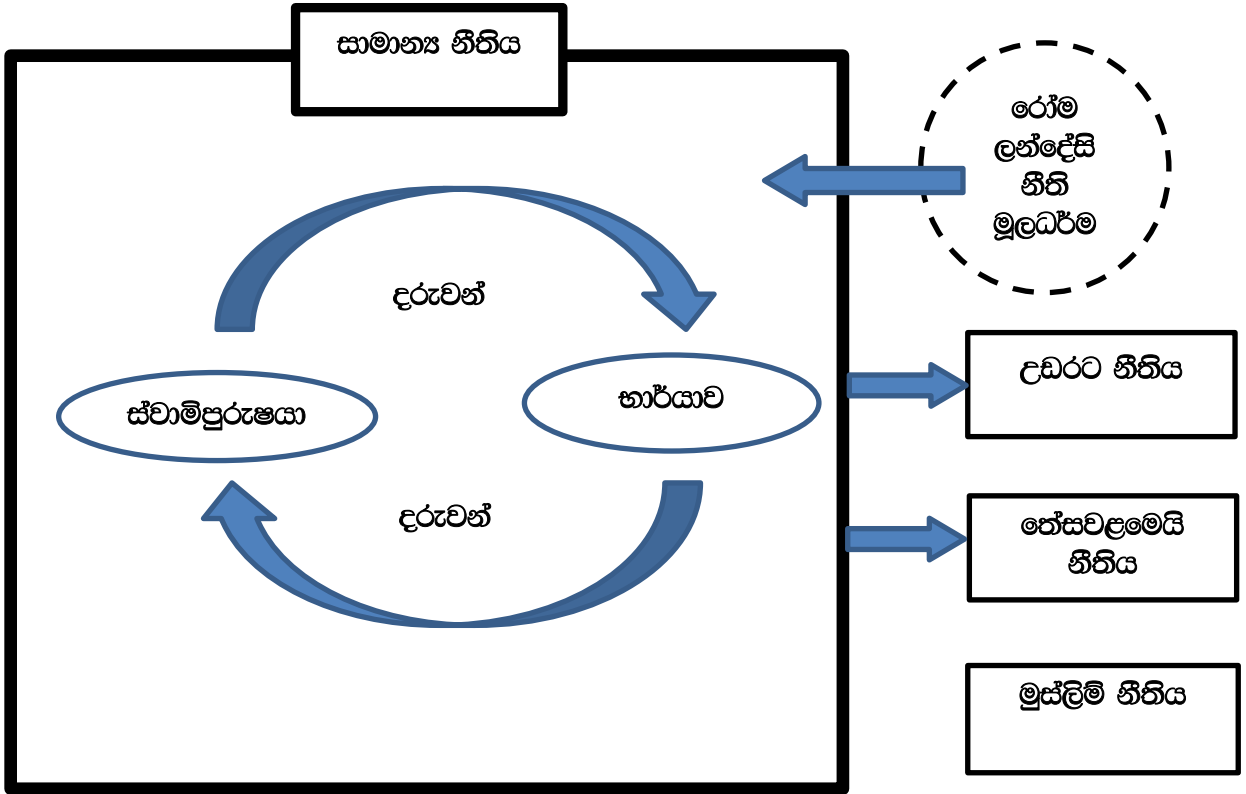 සාමාන්‍ය නීතිය
රෝම
ලන්දේසි
නීති
මූලධර්ම
දරුවන්
උඩරට නීතිය
ස්වාමිපුරුෂයා
භාර්යාව
දරුවන්
තේසවළමෙයි
නීතිය
මුස්ලිම් නීතිය